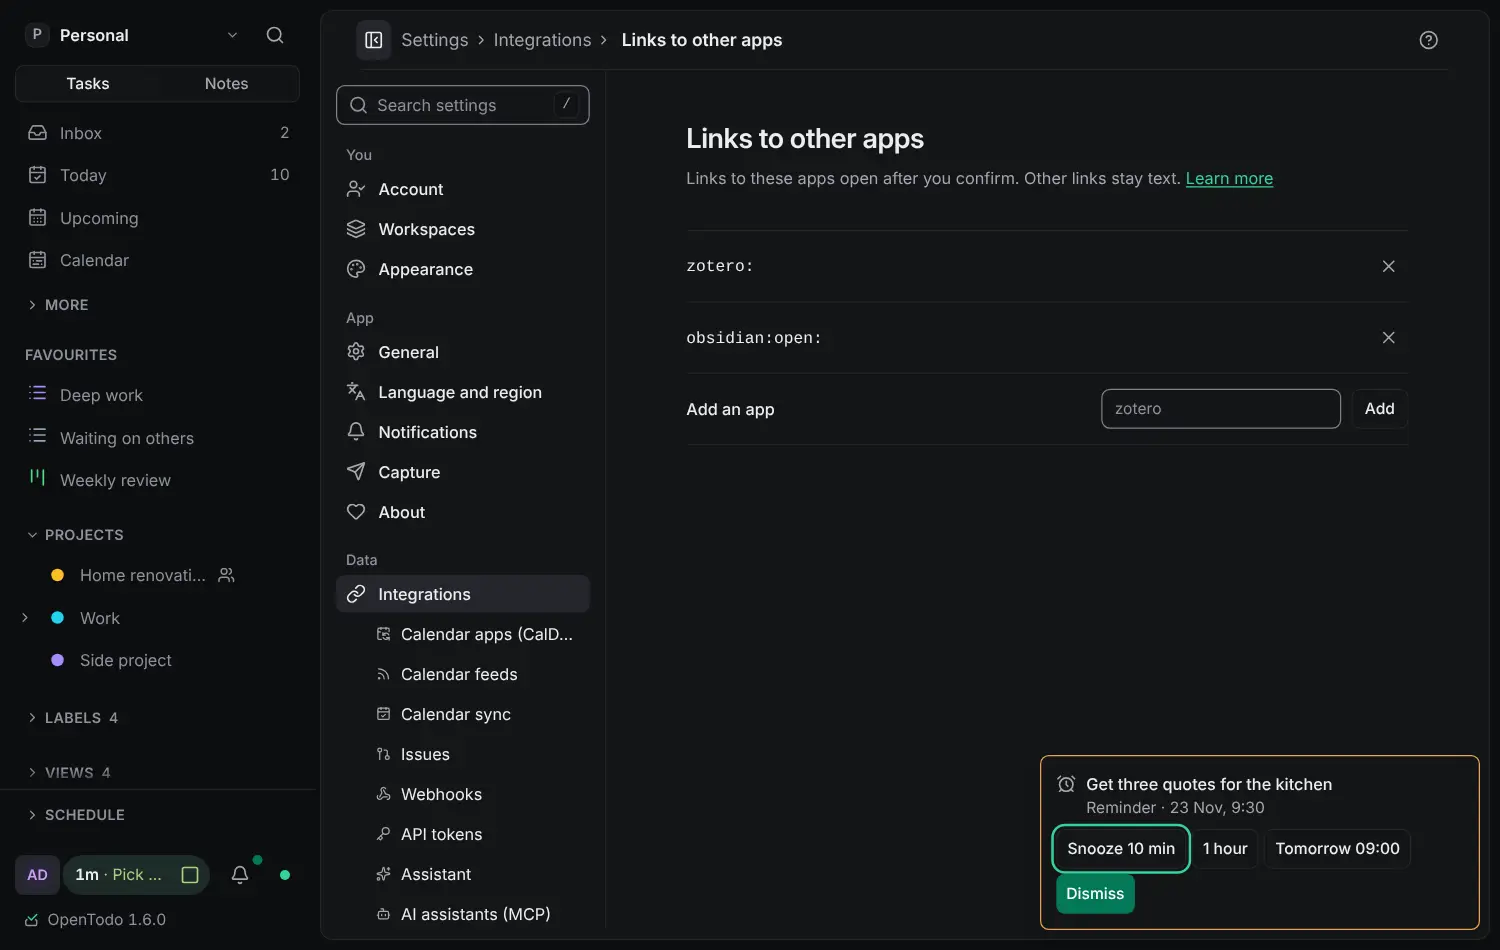 P Personal
Tasks Notes
Inbox 2
Today 10
Upcoming
Calendar
MORE
FAVOURITES
Deep work
Waiting on others
Weekly review
PROJECTS
Home renovati...
Work
Side project
LABELS 4
VIEWS 4
SCHEDULE
AD 1m · Pick ...
OpenTodo 1.6.0
Settings › Integrations › Links to other apps
Search settings /
You
Account
Workspaces
Appearance
App
General
Language and region
Notifications
Capture
About
Data
Integrations
Calendar apps (CalD...
Calendar feeds
Calendar sync
Issues
Webhooks
API tokens
Assistant
AI assistants (MCP)
Links to other apps
Links to these apps open after you confirm. Other links stay text. Learn more
zotero:
obsidian:open:
Add an app zotero Add
Get three quotes for the kitchen
Reminder · 23 Nov, 9:30
Snooze 10 min 1 hour Tomorrow 09:00
Dismiss